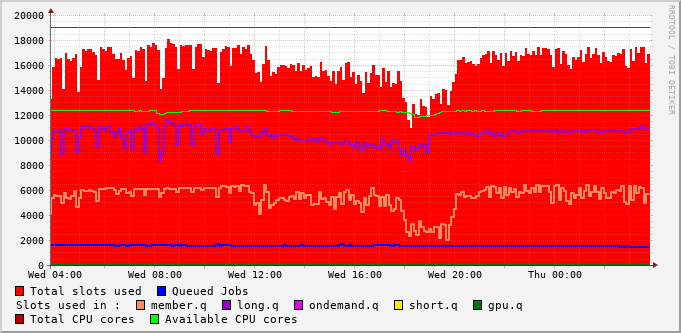 20000
18000
16000
14000
12000
10000
8000
6000
4000
2000
0
Wed 04:00 Wed 08:00 Wed 12:00 Wed 16:00 Wed 20:00 Thu 00:00
Total slots used Queued Jobs
Slots used in : member.q long.q ondemand.q short.q gpu.q
Total CPU cores Available CPU cores
RRDTOOL / TOBI OETIKER